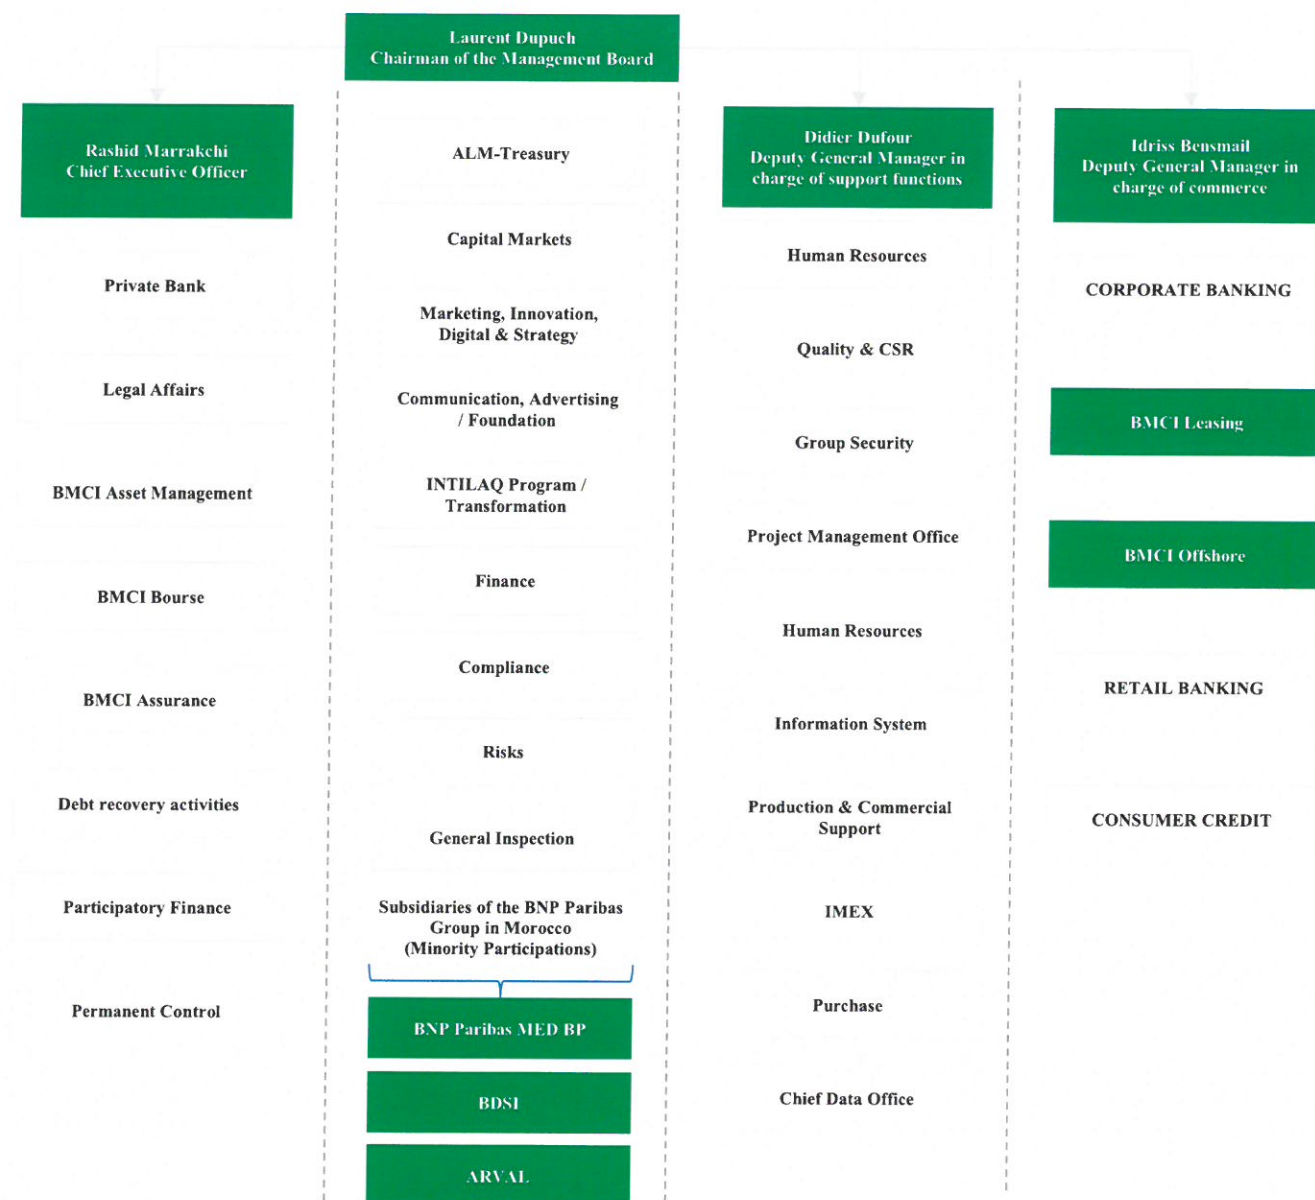 Laurent Dupuch
Chairman of the Management Board
Rashid Marrakchi
Chief Executive Officer
Private Bank
Legal Affairs
BMCI Asset Management
BMCI Bourse
BMCI Assurance
Debt recovery activities
Participatory Finance
Permanent Control
ALM-Treasury
Capital Markets
Marketing, Innovation,
Digital & Strategy
Communication, Advertising
/ Foundation
INTILAQ Program /
Transformation
Finance
Compliance
Risks
General Inspection
Subsidiaries of the BNP Paribas
Group in Morocco
(Minority Participations)
BNP Paribas MED BP
BDSI
ARVAL
Didier Dufour
Deputy General Manager in
charge of support functions
Human Resources
Quality & CSR
Group Security
Project Management Office
Human Resources
Information System
Production & Commercial
Support
IMEX
Purchase
Chief Data Office
Idriss Bensmail
Deputy General Manager in
charge of commerce
CORPORATE BANKING
BMCI Leasing
BMCI Offshore
RETAIL BANKING
CONSUMER CREDIT